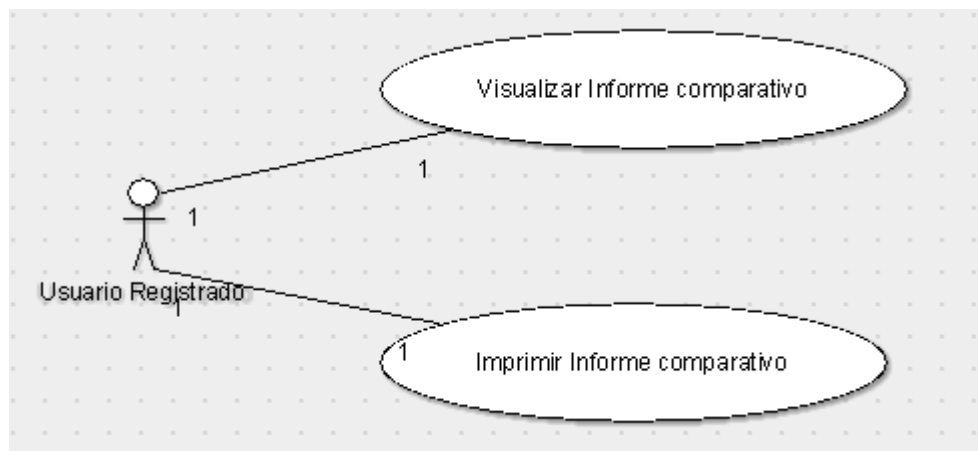 Visualizar Informe comparativo
1
1
Usuario Registrado
1
1
Imprimir Informe comparativo